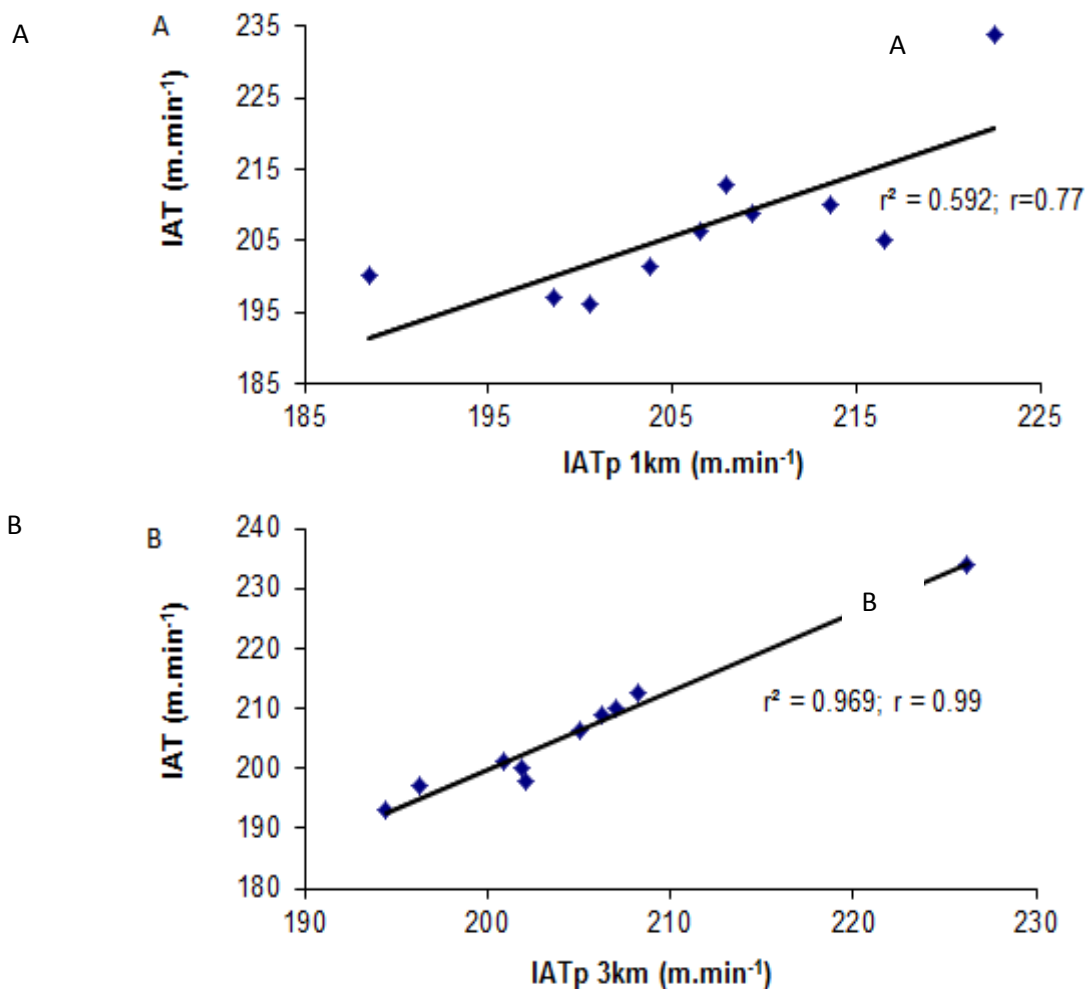 A
A
A
235
225
215
205
195
185
IAT (m.min-1)
r² = 0.592; r=0.77
185 195 205 215 225
IATp 1km (m.min-1)
B
B
B
240
230
220
210
200
190
180
IAT (m.min-1)
r² = 0.969; r = 0.99
190 200 210 220 230
IATp 3km (m.min-1)